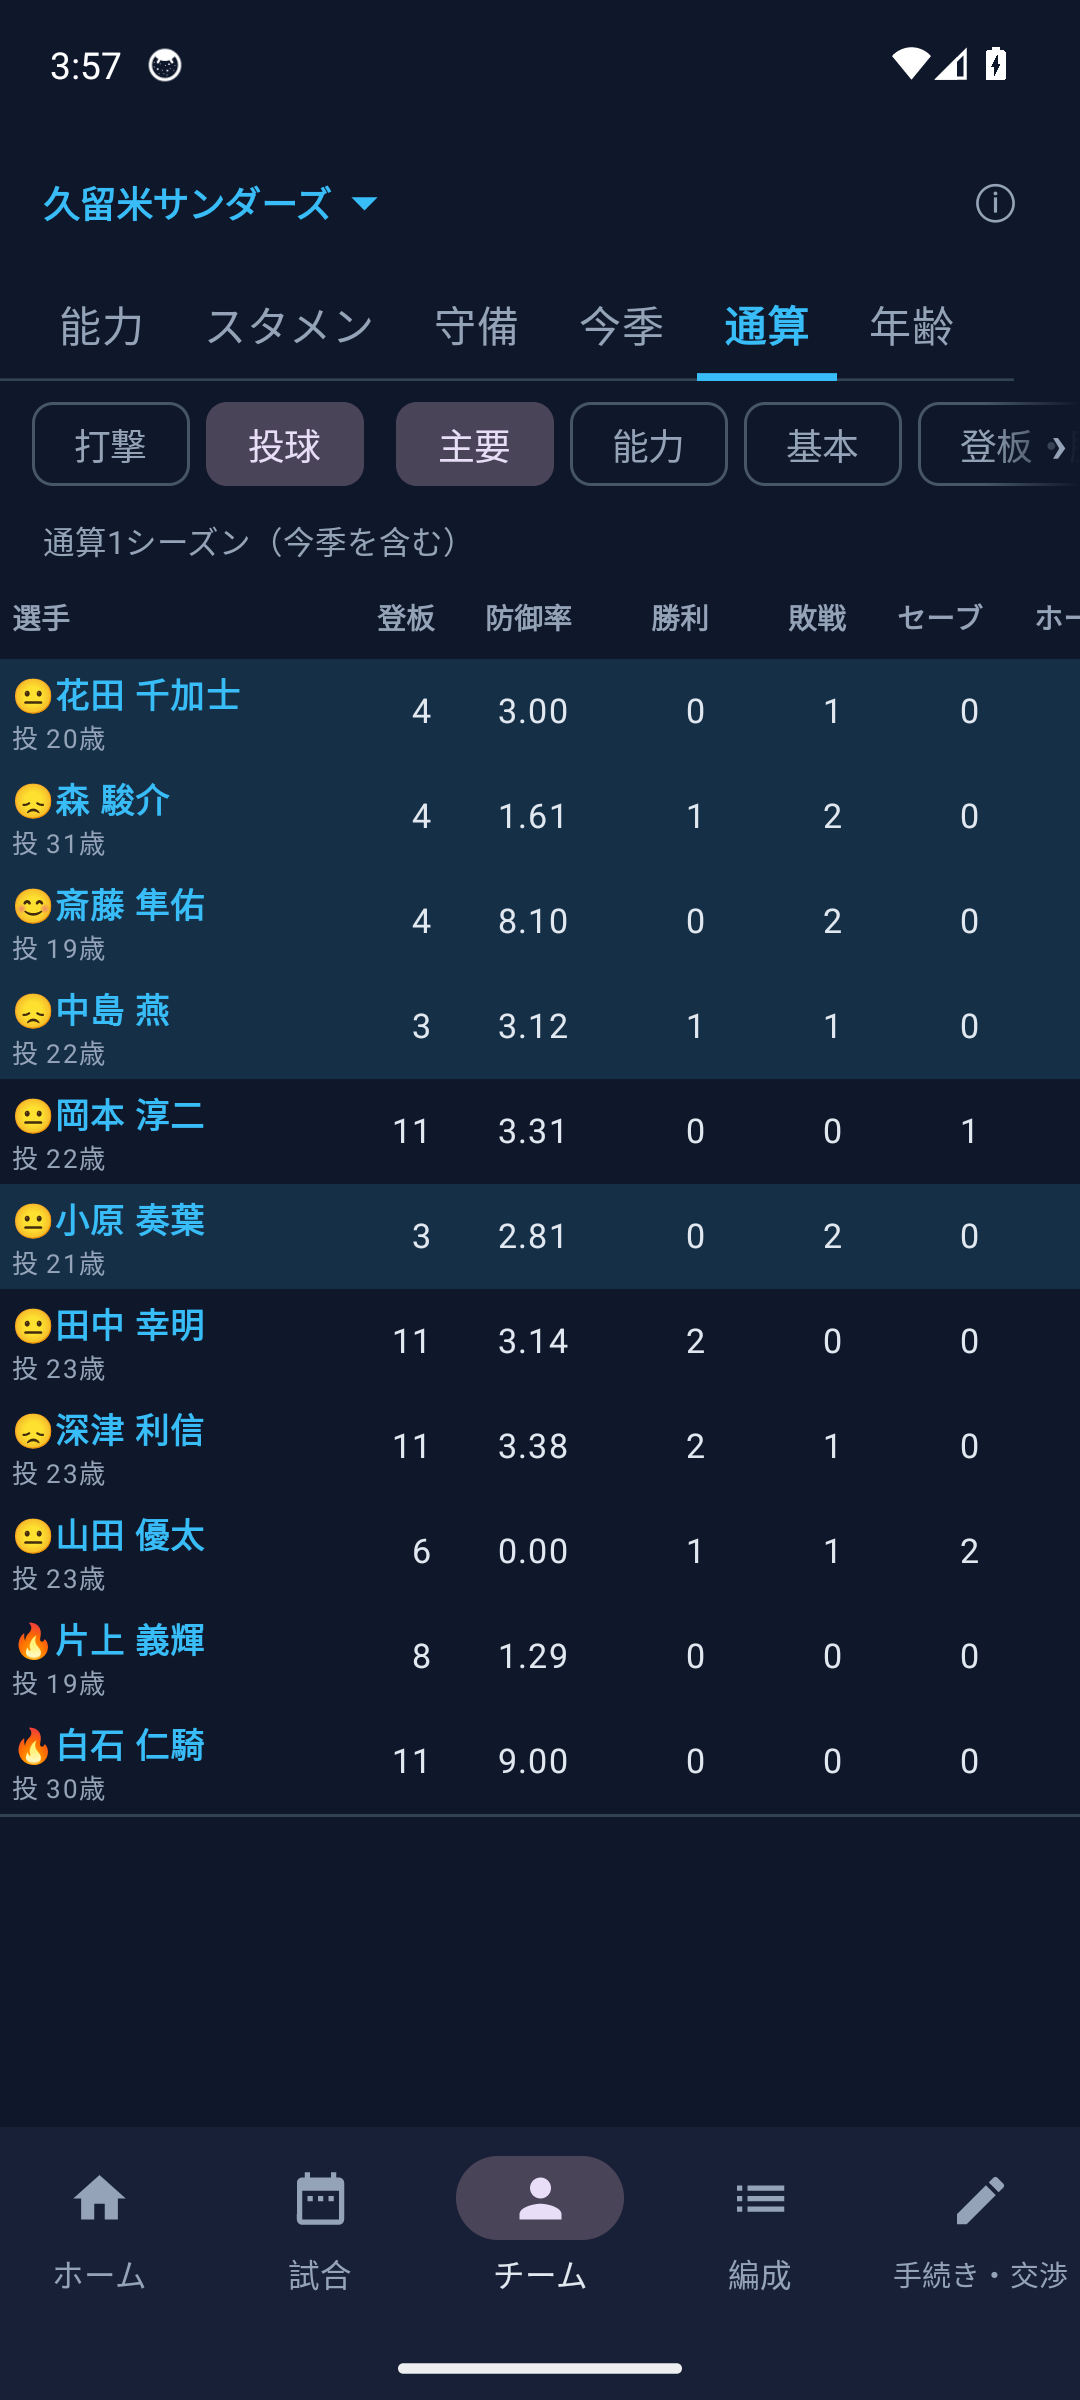 3:57
久留米サンダーズ
能力 スタメン 守備 今季 通算 年齢
打撃 投球 主要 能力 基本 登板
通算1シーズン（今季を含む）
選手 登板 防御率 勝利 敗戦 セーブ ホー
花田 千加士 4 3.00 0 1 0
投 20歳
森 駿介 4 1.61 1 2 0
投 31歳
斎藤 隼佑 4 8.10 0 2 0
投 19歳
中島 燕 3 3.12 1 1 0
投 22歳
岡本 淳二 11 3.31 0 0 1
投 22歳
小原 奏葉 3 2.81 0 2 0
投 21歳
田中 幸明 11 3.14 2 0 0
投 23歳
深津 利信 11 3.38 2 1 0
投 23歳
山田 優太 6 0.00 1 1 2
投 23歳
片上 義輝 8 1.29 0 0 0
投 19歳
白石 仁騎 11 9.00 0 0 0
投 30歳
ホーム 試合 チーム 編成 手続き・交渉